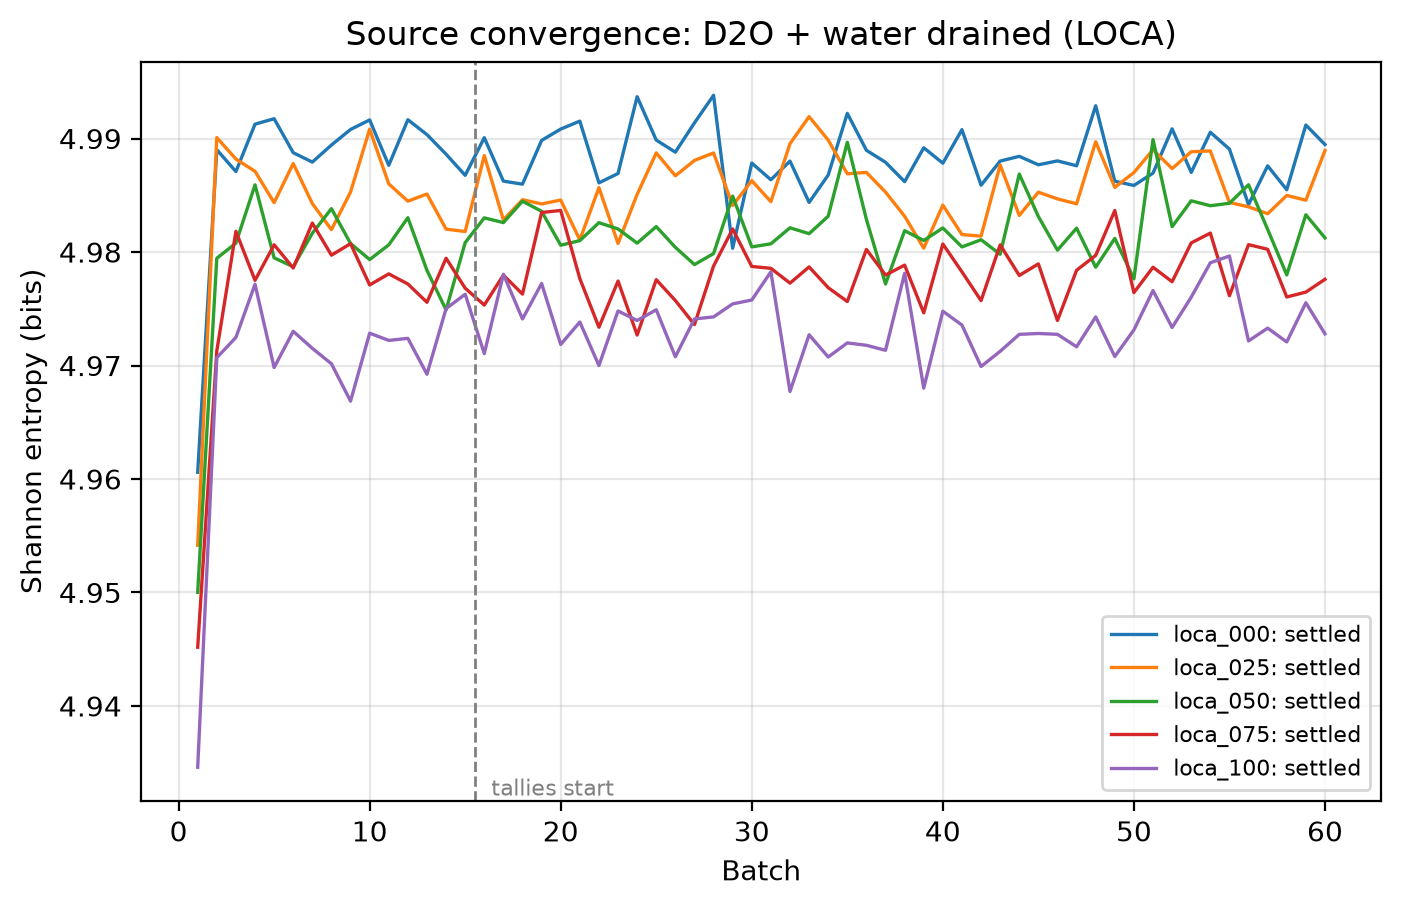 Source convergence: D2O + water drained (LOCA)
Shannon entropy (bits)
4.99
4.98
4.97
4.96
4.95
4.94
tallies start
loca_000: settled
loca_025: settled
loca_050: settled
loca_075: settled
loca_100: settled
0 10 20 30 40 50 60
Batch